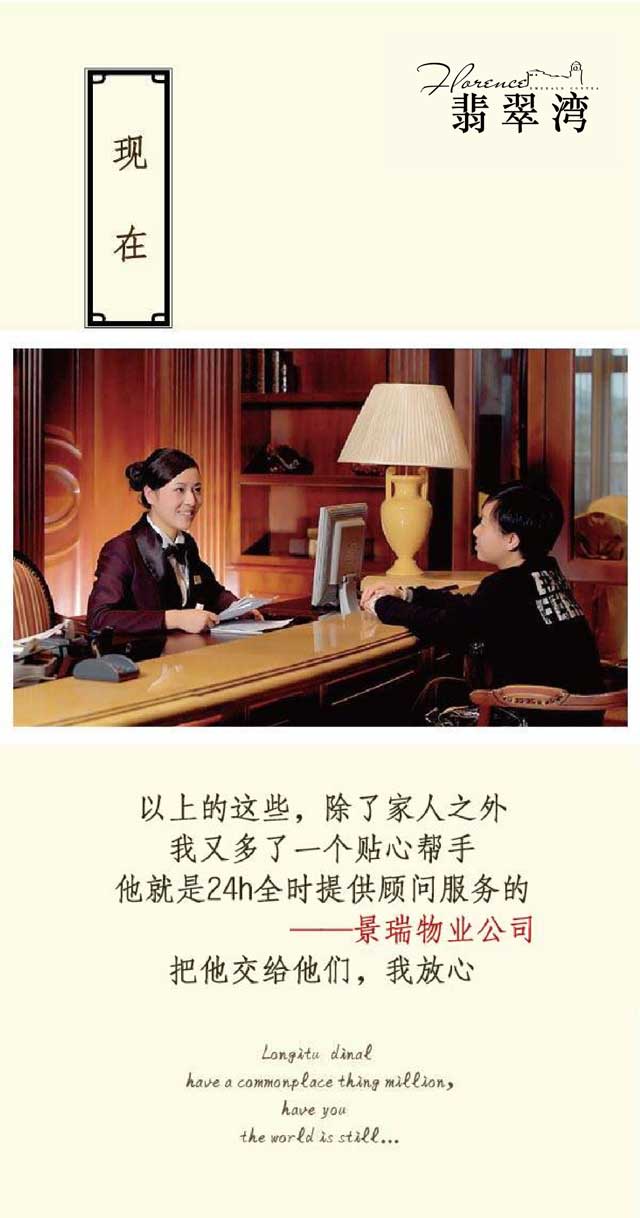 Florence
EMERALD CENTEA
翡翠湾
现
在
以上的这些，除了家人之外
我又多了一个贴心帮手
他就是24h全时提供顾问服务的
——景瑞物业公司
把他交给他们，我放心
Longitu dinal
have a commonplace thing million,
have you
the world is still...